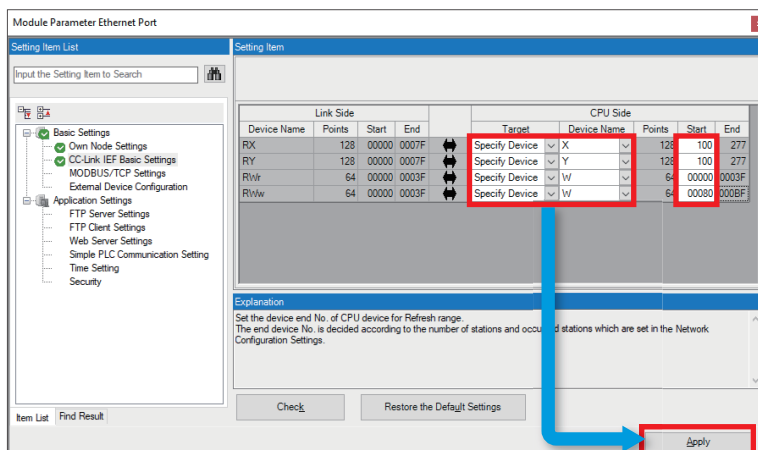 Module Parameter Ethernet Port
Setting Item List
Setting Item
Input the Setting Item to Search
Basic Settings
Own Node Settings
CC-Link IEF Basic Settings
MODBUS/TCP Settings
External Device Configuration
Application Settings
FTP Server Settings
FTP Client Settings
Web Server Settings
Simple PLC Communication Setting
Time Setting
Security
Link Side CPU Side
Device Name Points Start End Target Device Name Points Start End
RX 128 00000 0007F Specify Device X 128 100 277
RY 128 00000 0007F Specify Device Y 128 100 277
RWr 64 00000 0003F Specify Device W 64 00000 0003F
RWw 64 00000 0003F Specify Device W 64 00080 000BF
Explanation
Set the device end No. of CPU device for Refresh range.
The end device No. is decided according to the number of stations and stations which are set in the Network
Configuration Settings.
Check Restore the Default Settings
Item List Find Result
Apply